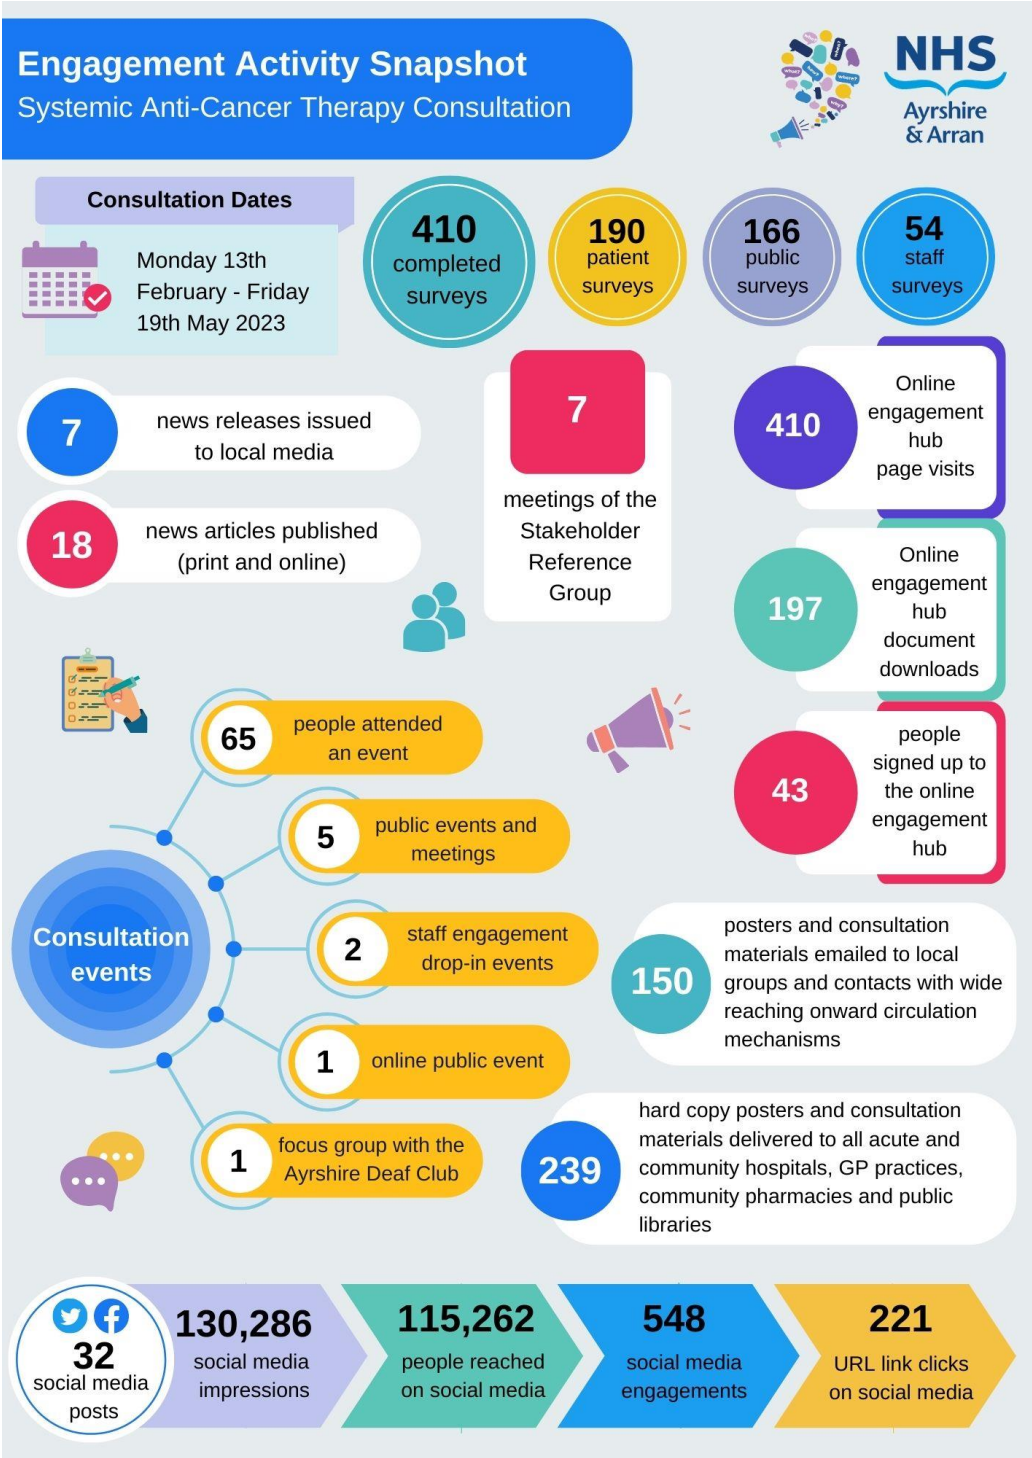 Engagement Activity Snapshot
Systemic Anti-Cancer Therapy Consultation
what?
how?
where?
why?
NHS
Ayrshire
& Arran
Consultation Dates
Monday 13th
February - Friday
19th May 2023
410
completed
surveys
190
patient
surveys
166
public
surveys
54
staff
surveys
7
news releases issued
to local media
18
news articles published
(print and online)
7
meetings of the
Stakeholder
Reference
Group
410
Online
engagement
hub
page visits
197
Online
engagement
hub
document
downloads
43
people
signed up to
the online
engagement
hub
Consultation
events
65
people attended
an event
5
public events and
meetings
2
staff engagement
drop-in events
1
online public event
1
focus group with the
Ayrshire Deaf Club
150
posters and consultation
materials emailed to local
groups and contacts with wide
reaching onward circulation
mechanisms
239
hard copy posters and consultation
materials delivered to all acute and
community hospitals, GP practices,
community pharmacies and public
libraries
32
social media
posts
130,286
social media
impressions
115,262
people reached
on social media
548
social media
engagements
221
URL link clicks
on social media